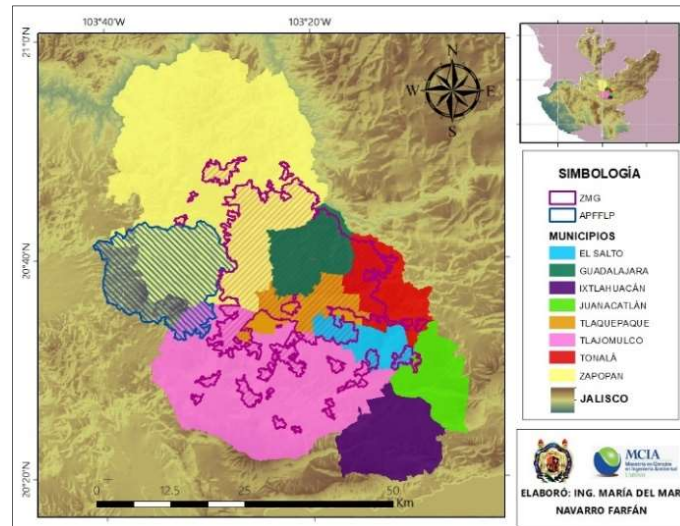 103°40'W
103°20'W
21°0'N
20°40'N
20°20'N
N
W
E
S
0
12.5
25
50
Km
SIMBOLOGÍA
ZMG
APFFLP
MUNICIPIOS
EL SALTO
GUADALAJARA
IXTLAHUACÁN
JUANACATLÁN
TLAQUEPAQUE
TLAJOMULCO
TONALÁ
ZAPOPAN
JALISCO
MCIA
ELABORÓ: ING. MARÍA DEL MAR
NAVARRO FARFÁN